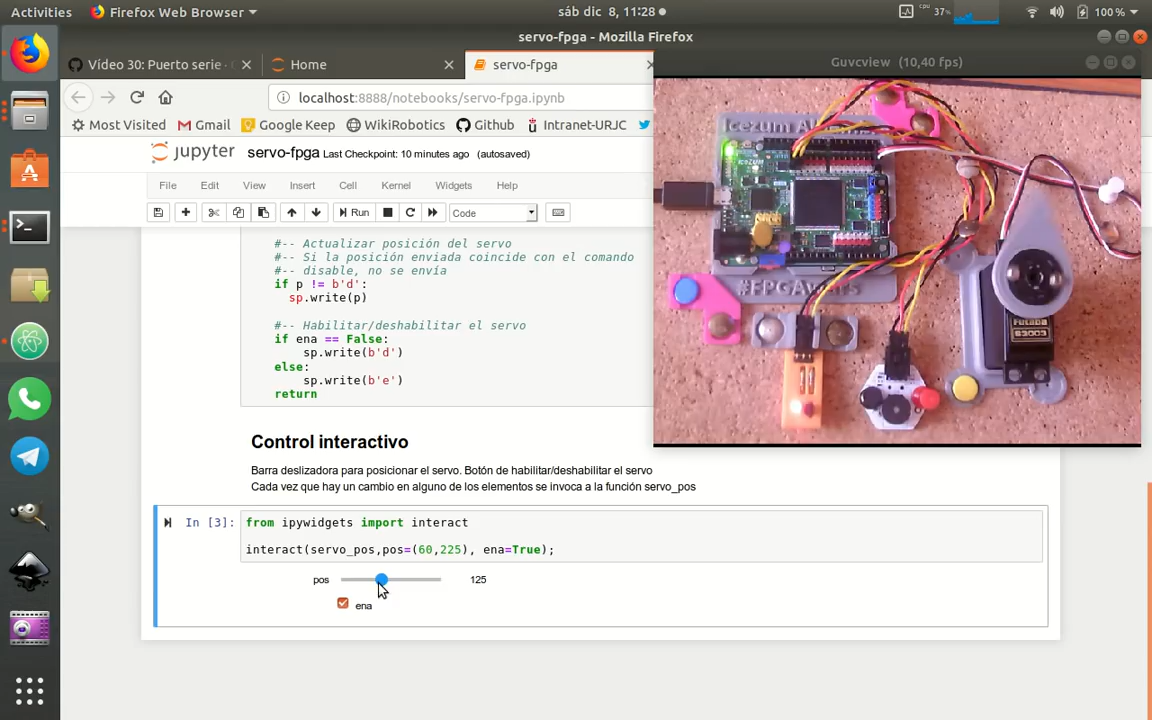 Activities
Firefox Web Browser
sáb dic 8, 11:28
cpu 37%
100 %
servo-fpga - Mozilla Firefox
Vídeo 30: Puerto serie ·
Home
servo-fpga
localhost:8888/notebooks/servo-fpga.ipynb
Most Visited
Gmail
Google Keep
WikiRobotics
Github
Intranet-URJC
jupyter
servo-fpga
Last Checkpoint: 10 minutes ago (autosaved)
File
Edit
View
Insert
Cell
Kernel
Widgets
Help
Run
Code
#-- Actualizar posición del servo
#-- Si la posición enviada coincide con el comando
#-- disable, no se envía
if p != b'd':
sp.write(p)
#-- Habilitar/deshabilitar el servo
if ena == False:
sp.write(b'd')
else:
sp.write(b'e')
return
Control interactivo
Barra deslizadora para posicionar el servo. Botón de habilitar/deshabilitar el servo
Cada vez que hay un cambio en alguno de los elementos se invoca a la función servo_pos
In [3]:
from ipywidgets import interact
interact(servo_pos,pos=(60,225), ena=True);
pos
125
ena
Guvcview (10,40 fps)
Icezum
#FPGAwars
Futaba
S3003